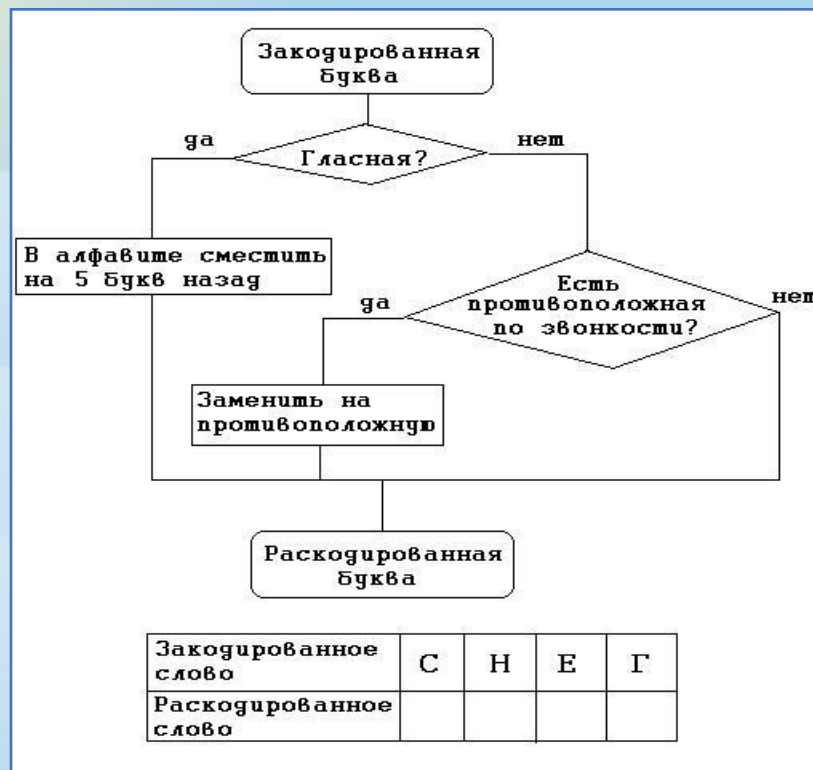 Закодированная
буква
да
нет
Гласная?
В алфавите сместить
на 5 букв назад
Есть
противоположная
по звонкости?
да
нет
Заменить на
противоположную
Раскодированная
буква
Закодированное
слово
С Н Е Г
Раскодированное
слово